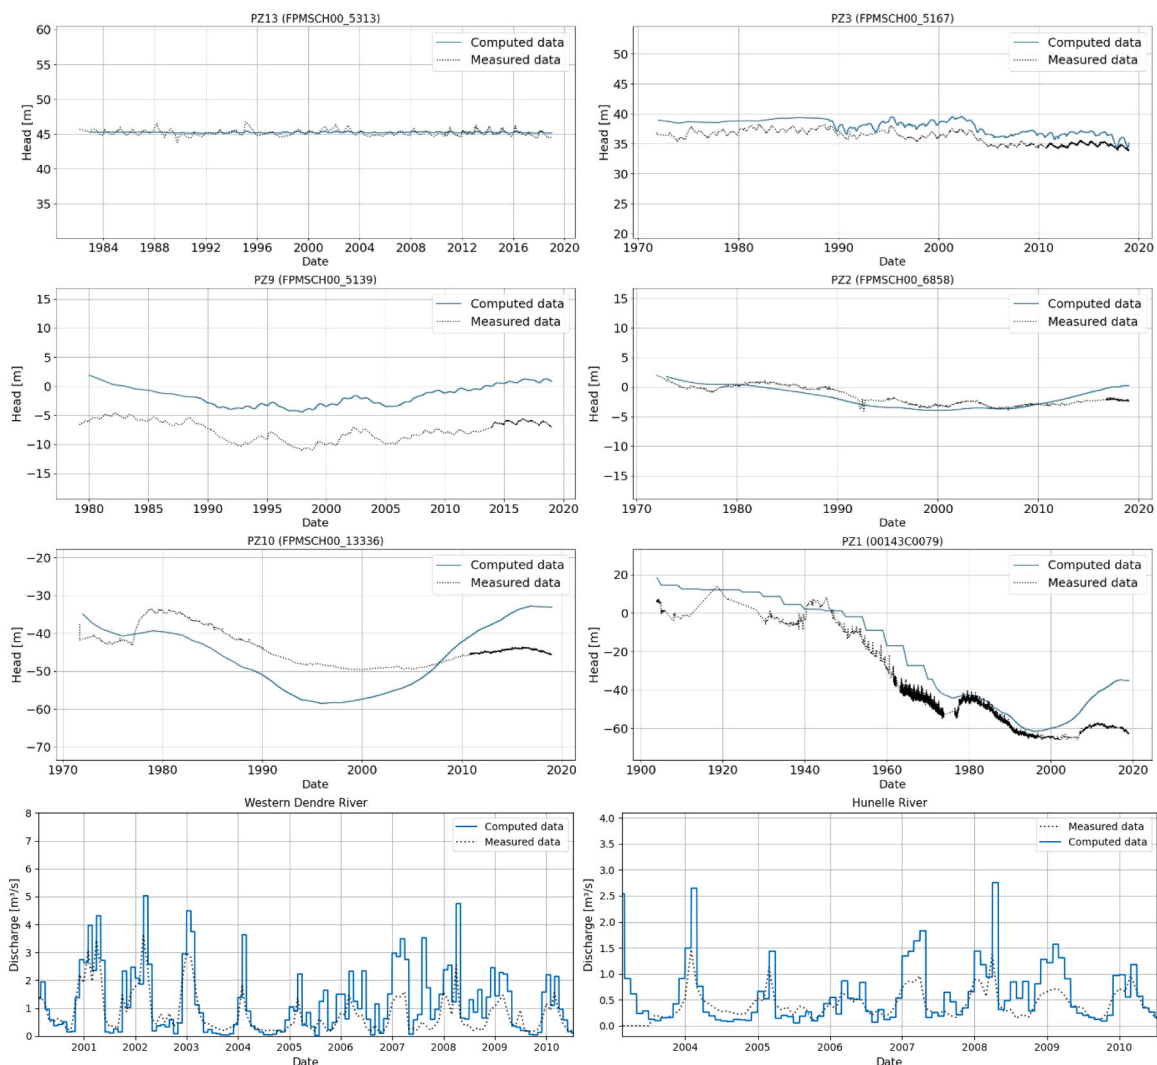 PZ13 (FPMSCH00_5313)
Head [m]
60
55
50
45
40
35
Computed data
Measured data
1984 1988 1992 1996 2000 2004 2008 2012 2016 2020
Date
PZ3 (FPMSCH00_5167)
Head [m]
50
45
40
35
30
25
20
Computed data
Measured data
1970 1980 1990 2000 2010 2020
Date
PZ9 (FPMSCH00_5139)
Head [m]
15
10
5
0
−5
−10
−15
Computed data
Measured data
1980 1985 1990 1995 2000 2005 2010 2015 2020
Date
PZ2 (FPMSCH00_6858)
Head [m]
15
10
5
0
−5
−10
−15
Computed data
Measured data
1970 1980 1990 2000 2010 2020
Date
PZ10 (FPMSCH00_13336)
Head [m]
−20
−30
−40
−50
−60
−70
Computed data
Measured data
1970 1980 1990 2000 2010 2020
Date
PZ1 (00143C0079)
Head [m]
20
0
−20
−40
−60
Computed data
Measured data
1900 1920 1940 1960 1980 2000 2020
Date
Western Dendre River
Discharge [m³/s]
8
7
6
5
4
3
2
1
0
Computed data
Measured data
2001 2002 2003 2004 2005 2006 2007 2008 2009 2010
Date
Hunelle River
Discharge [m³/s]
4.0
3.5
3.0
2.5
2.0
1.5
1.0
0.5
0.0
Measured data
Computed data
2004 2005 2006 2007 2008 2009 2010
Date